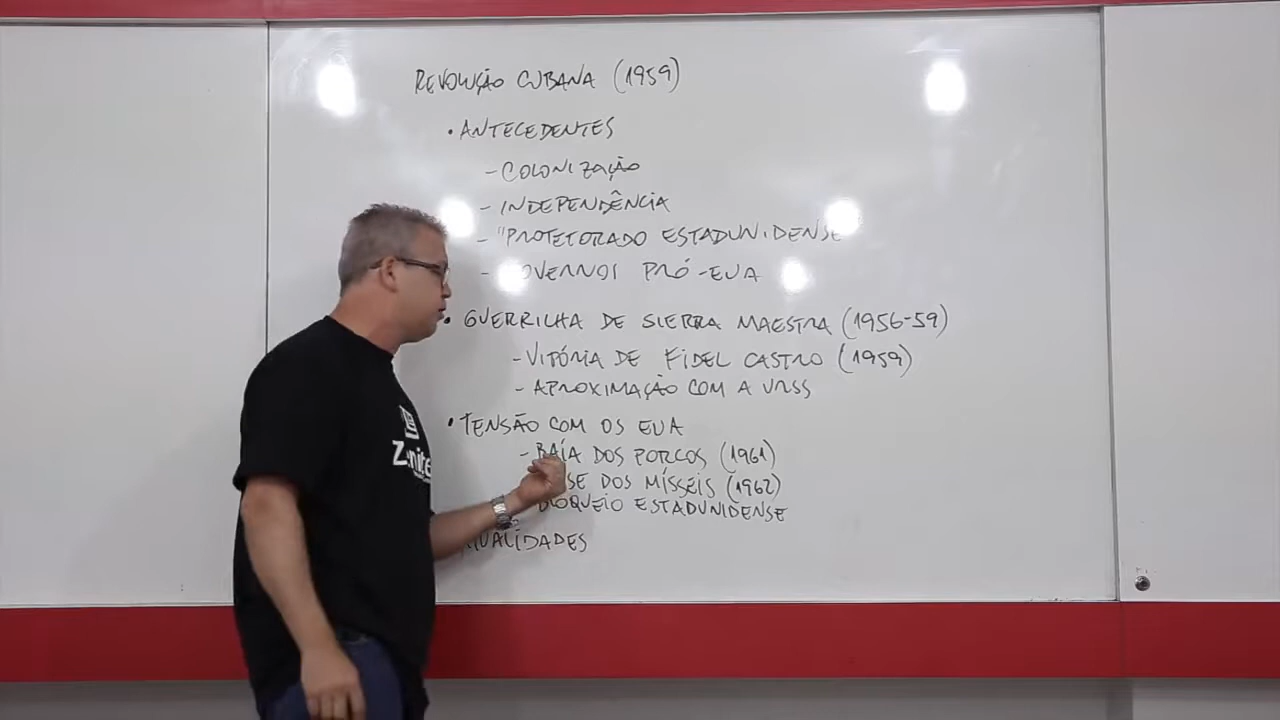 REVOLUÇÃO CUBANA (1959)
• ANTECEDENTES
- COLONIZAÇÃO
- INDEPENDÊNCIA
- "PROTETORADO ESTADUNIDENSE
- GOVERNOS PRÓ-EUA
• GUERRILHA DE SIERRA MAESTRA (1956-59)
- VITÓRIA DE FIDEL CASTRO (1959)
- APROXIMAÇÃO COM A URSS
• TENSÃO COM OS EUA
- BAÍA DOS PORCOS (1961)
DOS MÍSSEIS (1962)
BLOQUEIO ESTADUNIDENSE
ATUALIDADES